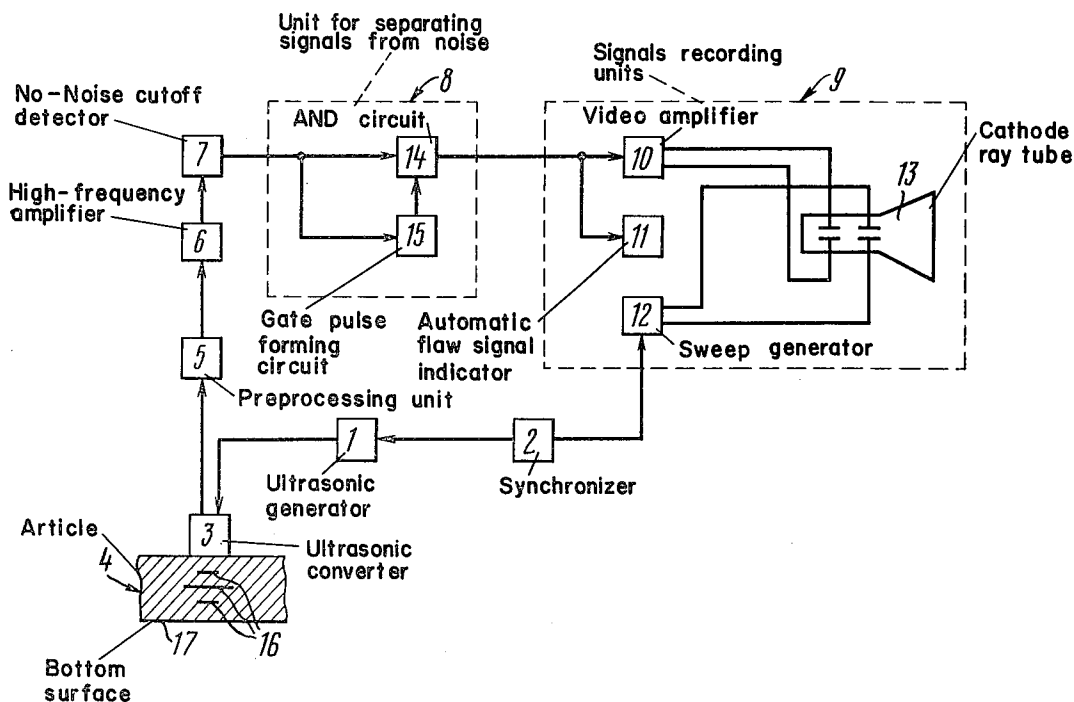 Unit for separating
signals from noise
8
Signals recording
units
9
No-Noise cutoff
detector
AND circuit
Video amplifier
Cathode
ray tube
7
14
10
13
High-frequency
amplifier
6
15
11
12
Gate pulse
forming
circuit
Automatic
flaw signal
indicator
Sweep generator
5
Preprocessing unit
1
2
Ultrasonic
generator
Synchronizer
Article
3
Ultrasonic
converter
4
17
16
Bottom
surface